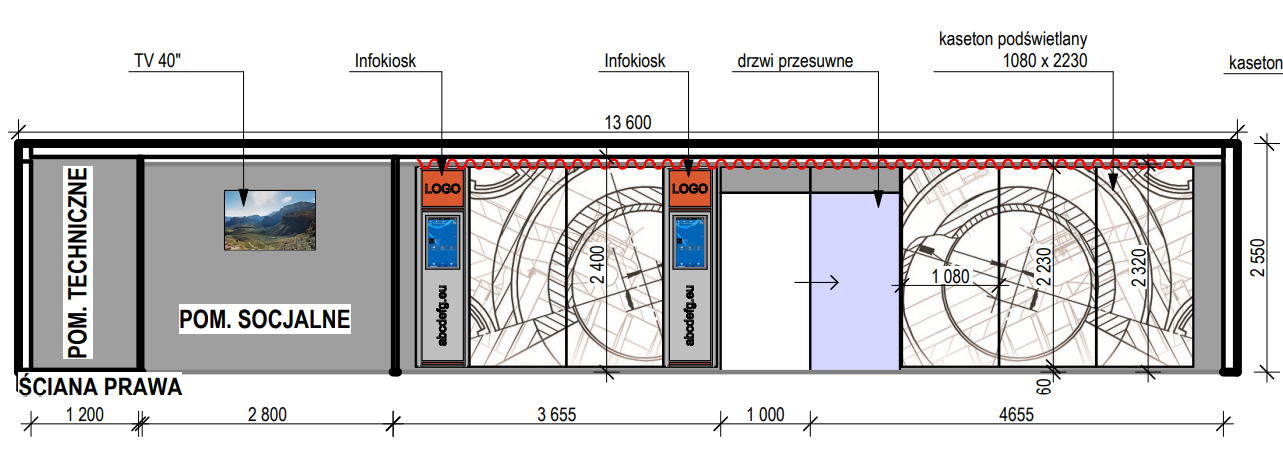 kaseton podświetlany
TV 40"
Infokiosk
Infokiosk
drzwi przesuwne
1080 x 2230
kaseton
13 600
LOGO
LOGO
POM. TECHNICZNE
POM. SOCJALNE
abcdefg.eu
abcdefg.eu
2 400
1 080
2 230
2 320
2 550
60
ŚCIANA PRAWA
1 200
2 800
3 655
1 000
4655